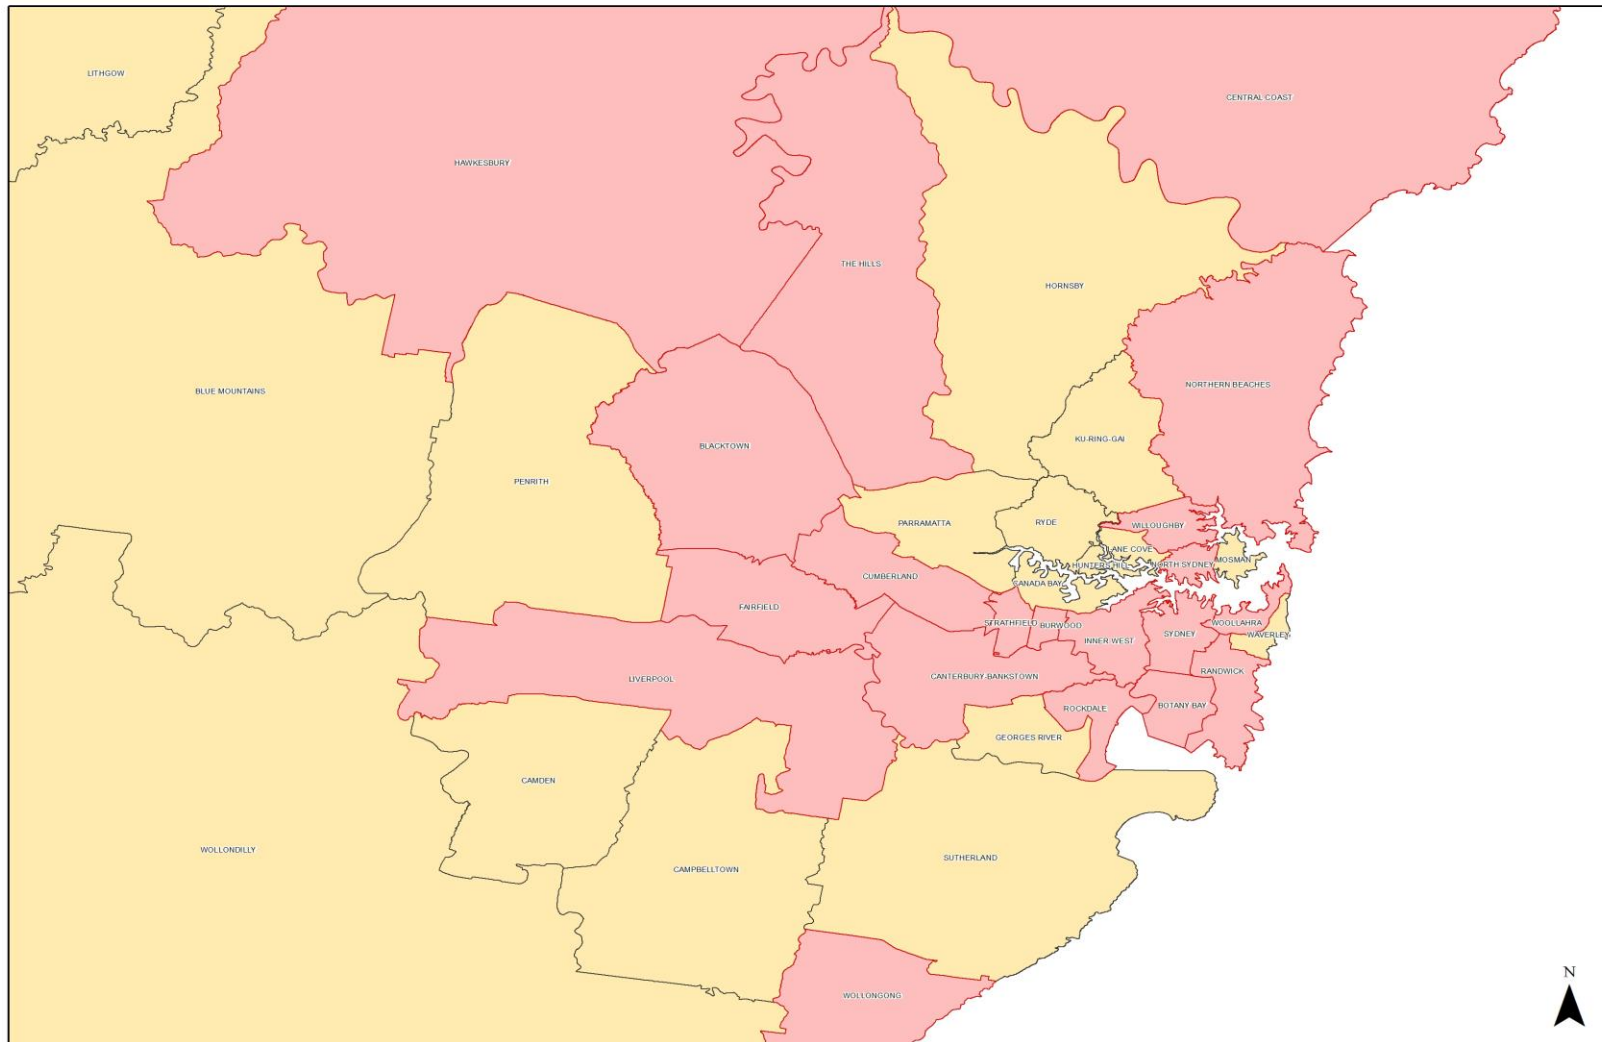 LITHGOW
CENTRAL COAST
HAWKESBURY
THE HILLS
HORNSBY
BLUE MOUNTAINS
NORTHERN BEACHES
KU-RING-GAI
BLACKTOWN
PENRITH
PARRAMATTA
RYDE
WILLOUGHBY
LANE COVE
MOSMAN
HUNTERS HILL
NORTH SYDNEY
CUMBERLAND
CANADA BAY
FAIRFIELD
STRATHFIELD
BURWOOD
WOOLLAHRA
INNER WEST
SYDNEY
WAVERLEY
RANDWICK
LIVERPOOL
CANTERBURY-BANKSTOWN
ROCKDALE
BOTANY BAY
GEORGES RIVER
CAMDEN
WOLLONDILLY
SUTHERLAND
CAMPBELLTOWN
N
WOLLONGONG